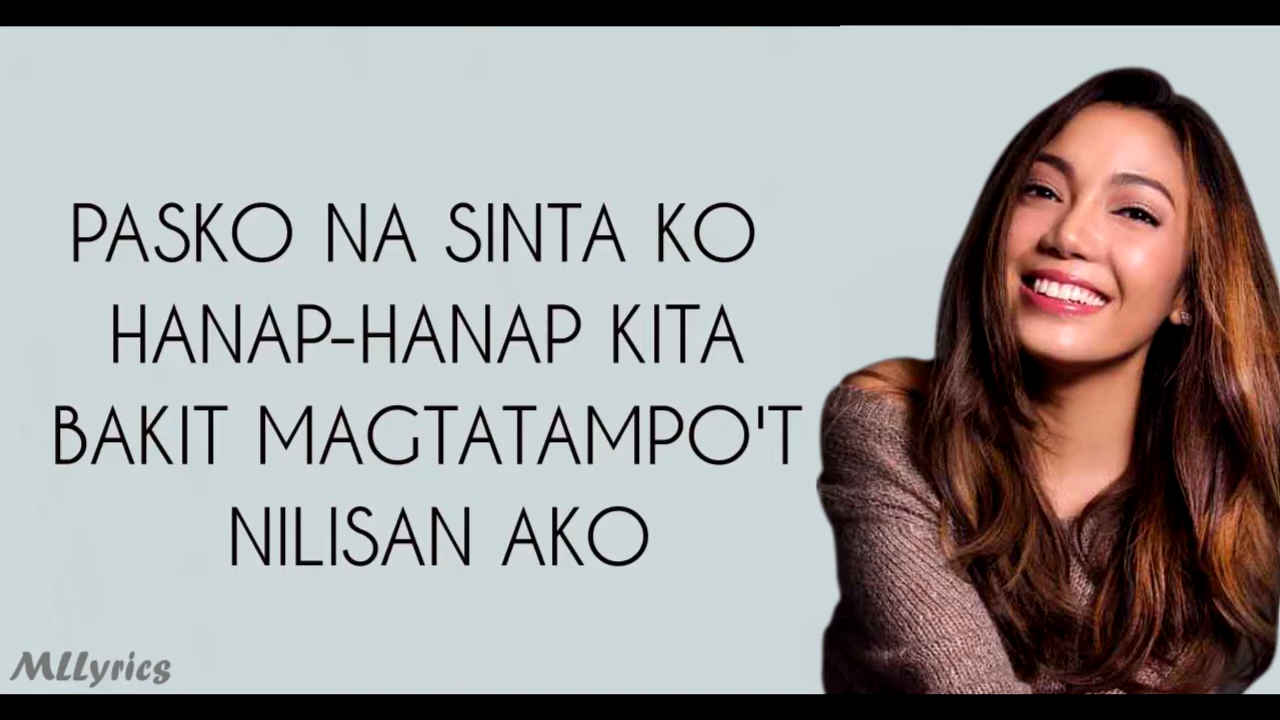 PASKO NA SINTA KO
HANAP-HANAP KITA
BAKIT MAGTATAMPO'T
NILISAN AKO
MLLyrics